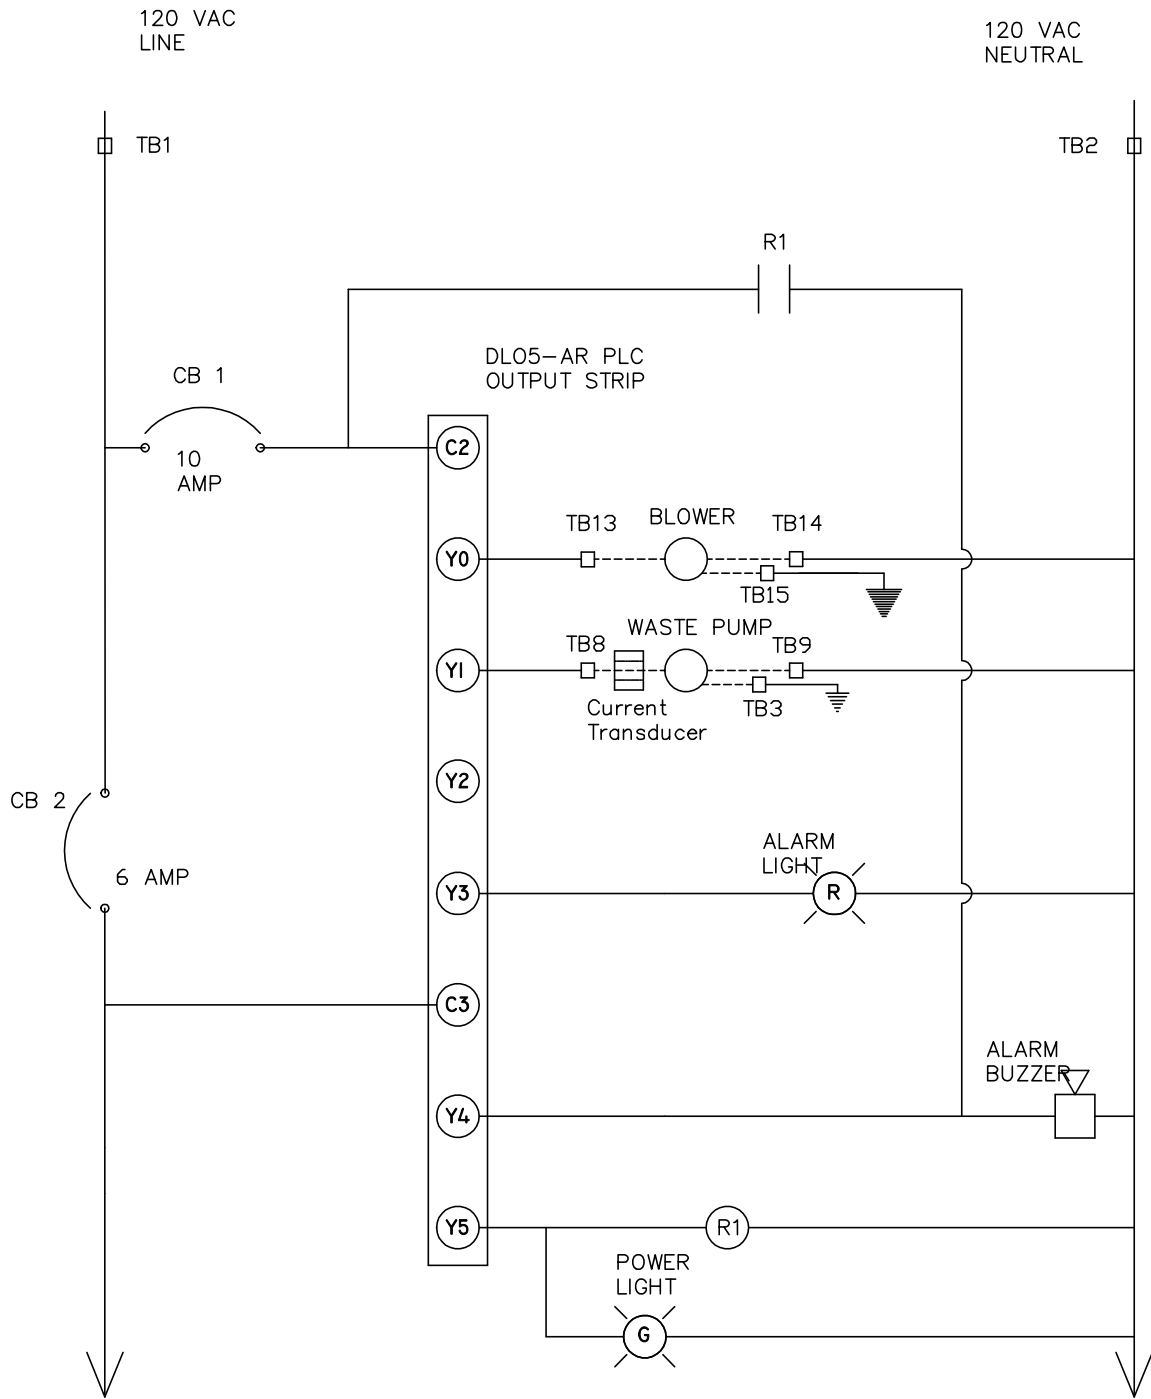 120 VAC
LINE
120 VAC
NEUTRAL
TB1
TB2
R1
DL05-AR PLC
OUTPUT STRIP
CB 1
10
AMP
C2
TB13
BLOWER
TB14
Y0
TB15
WASTE PUMP
TB8
TB9
Y1
Current
Transducer
TB3
Y2
CB 2
6 AMP
ALARM
LIGHT
Y3
R
C3
ALARM
BUZZER
Y4
Y5
R1
POWER
LIGHT
G